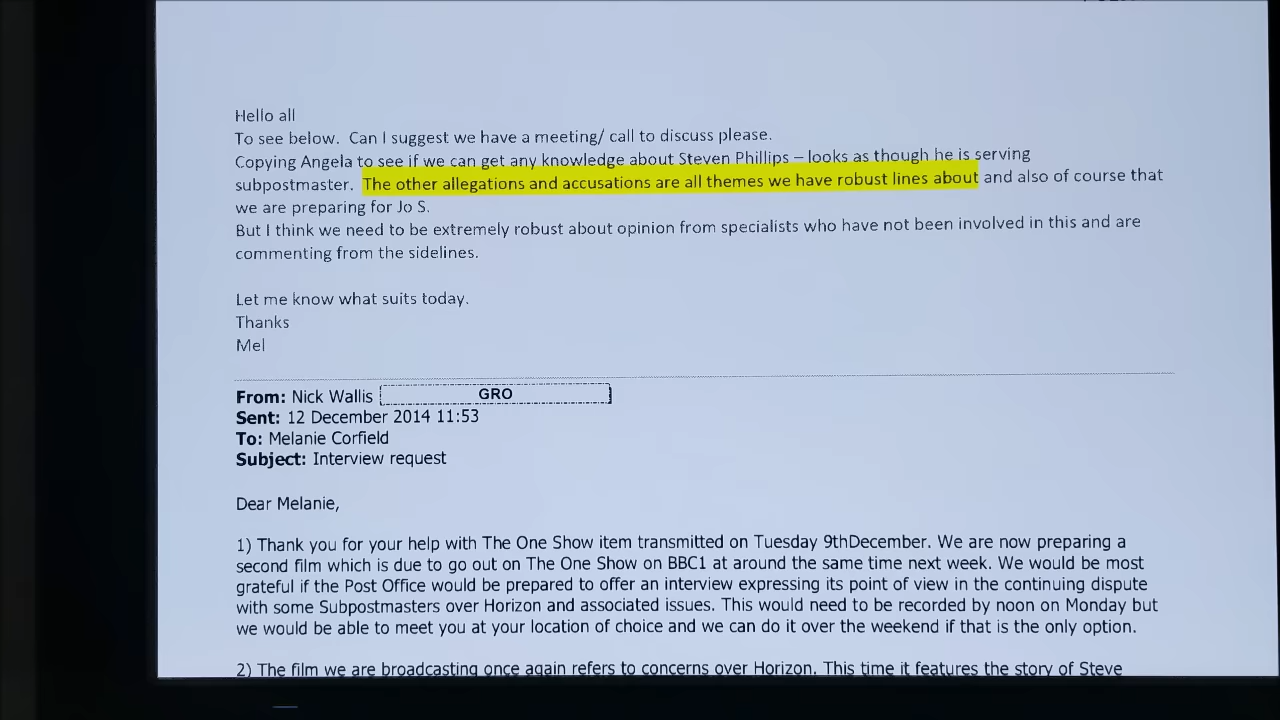 Hello all
To see below. Can I suggest we have a meeting/ call to discuss please.
Copying Angela to see if we can get any knowledge about Steven Phillips – looks as though he is serving
subpostmaster. The other allegations and accusations are all themes we have robust lines about and also of course that
we are preparing for Jo S.
But I think we need to be extremely robust about opinion from specialists who have not been involved in this and are
commenting from the sidelines.
Let me know what suits today.
Thanks
Mel
From: Nick Wallis GRO
Sent: 12 December 2014 11:53
To: Melanie Corfield
Subject: Interview request
Dear Melanie,
1) Thank you for your help with The One Show item transmitted on Tuesday 9thDecember. We are now preparing a
second film which is due to go out on The One Show on BBC1 at around the same time next week. We would be most
grateful if the Post Office would be prepared to offer an interview expressing its point of view in the continuing dispute
with some Subpostmasters over Horizon and associated issues. This would need to be recorded by noon on Monday but
we would be able to meet you at your location of choice and we can do it over the weekend if that is the only option.
2) The film we are broadcasting once again refers to concerns over Horizon. This time it features the story of Steve